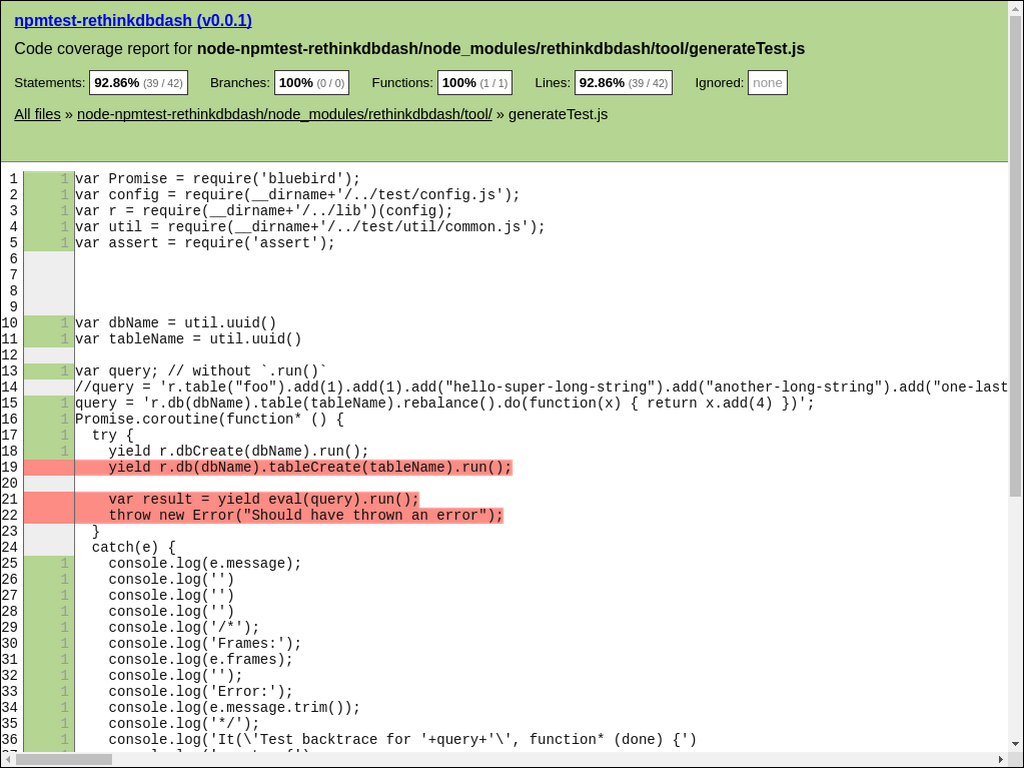 npmtest-rethinkdbdash (v0.0.1)
Code coverage report for node-npmtest-rethinkdbdash/node_modules/rethinkdbdash/tool/generateTest.js
Statements: 92.86% (39 / 42) Branches: 100% (0 / 0) Functions: 100% (1 / 1) Lines: 92.86% (39 / 42) Ignored: none
All files » node-npmtest-rethinkdbdash/node_modules/rethinkdbdash/tool/ » generateTest.js
1 1 var Promise = require('bluebird');
2 1 var config = require(__dirname+'/../test/config.js');
3 1 var r = require(__dirname+'/../lib')(config);
4 1 var util = require(__dirname+'/../test/util/common.js');
5 1 var assert = require('assert');
6
7
8
9
10 1 var dbName = util.uuid()
11 1 var tableName = util.uuid()
12
13 1 var query; // without `.run()`
14 //query = 'r.table("foo").add(1).add(1).add("hello-super-long-string").add("another-long-string").add("one-last
15 1 query = 'r.db(dbName).table(tableName).rebalance().do(function(x) { return x.add(4) })';
16 1 Promise.coroutine(function* () {
17 1 try {
18 1 yield r.dbCreate(dbName).run();
19 yield r.db(dbName).tableCreate(tableName).run();
20
21 var result = yield eval(query).run();
22 throw new Error("Should have thrown an error");
23 }
24 catch(e) {
25 1 console.log(e.message);
26 1 console.log('')
27 1 console.log('')
28 1 console.log('')
29 1 console.log('/*');
30 1 console.log('Frames:');
31 1 console.log(e.frames);
32 1 console.log('');
33 1 console.log('Error:');
34 1 console.log(e.message.trim());
35 1 console.log('*/');
36 1 console.log('It(\'Test backtrace for '+query+'\', function* (done) {')